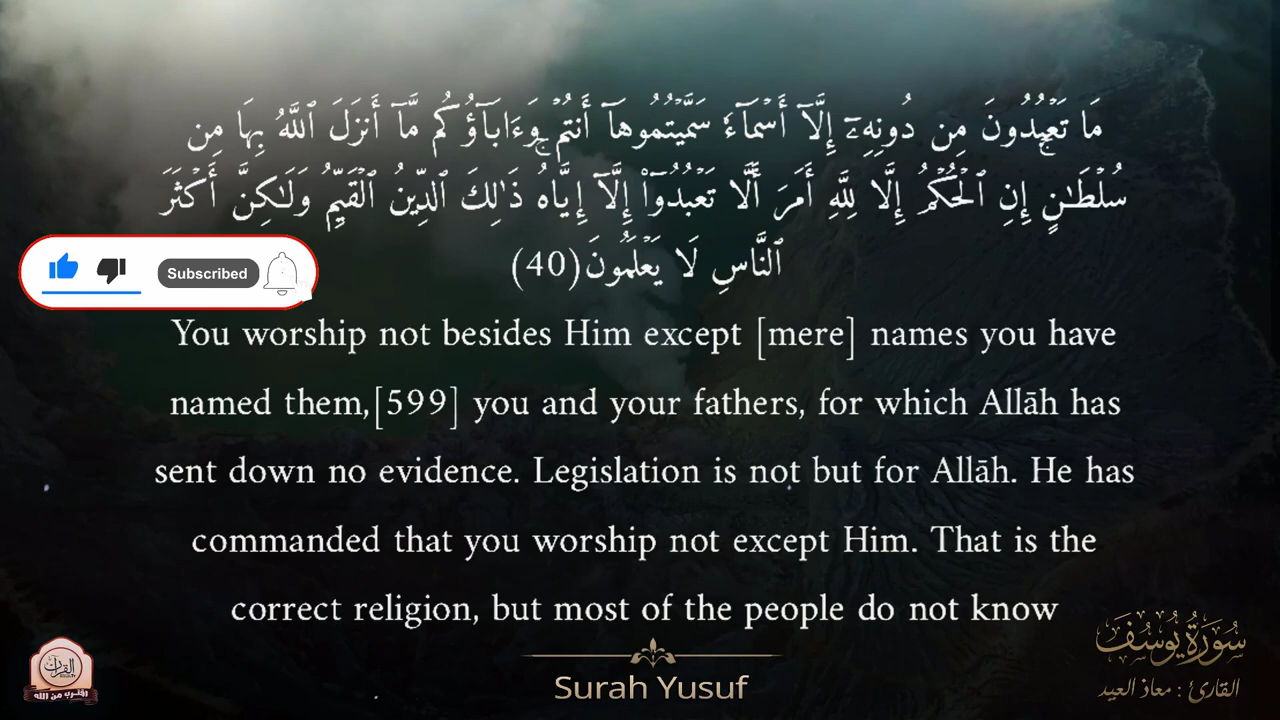 مَا تَعْبُدُونَ مِن دُونِهِۦٓ إِلَّآ أَسْمَآءً سَمَّيْتُمُوهَآ أَنتُمْ وَءَابَآؤُكُم مَّآ أَنزَلَ ٱللَّهُ بِهَا مِن
سُلْطَـٰنٍ ۚ إِنِ ٱلْحُكْمُ إِلَّا لِلَّهِ ۚ أَمَرَ أَلَّا تَعْبُدُوٓا۟ إِلَّآ إِيَّاهُ ذَٰلِكَ ٱلدِّينُ ٱلْقَيِّمُ وَلَـٰكِنَّ أَكْثَرَ
ٱلنَّاسِ لَا يَعْلَمُونَ(40)
Subscribed
You worship not besides Him except [mere] names you have
named them,[599] you and your fathers, for which Allāh has
sent down no evidence. Legislation is not but for Allāh. He has
commanded that you worship not except Him. That is the
correct religion, but most of the people do not know
Surah Yusuf
سُورَةُ يُوسُفَ
القارئ : معاذ العيد
القرآن
اقترب من الله